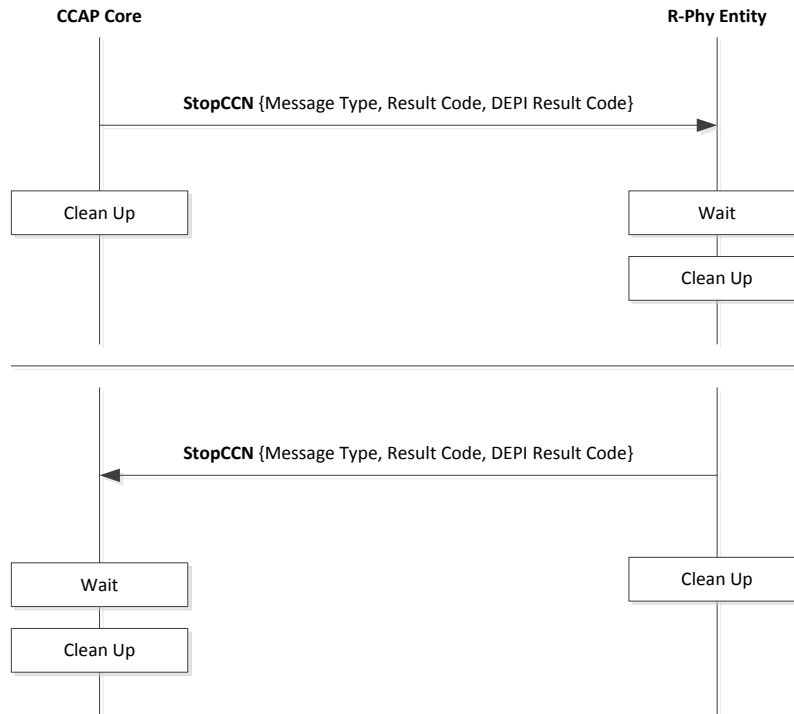 CCAP Core
R-Phy Entity
StopCCN {Message Type, Result Code, DEPI Result Code}
Clean Up
Wait
Clean Up
StopCCN {Message Type, Result Code, DEPI Result Code}
Wait
Clean Up
Clean Up